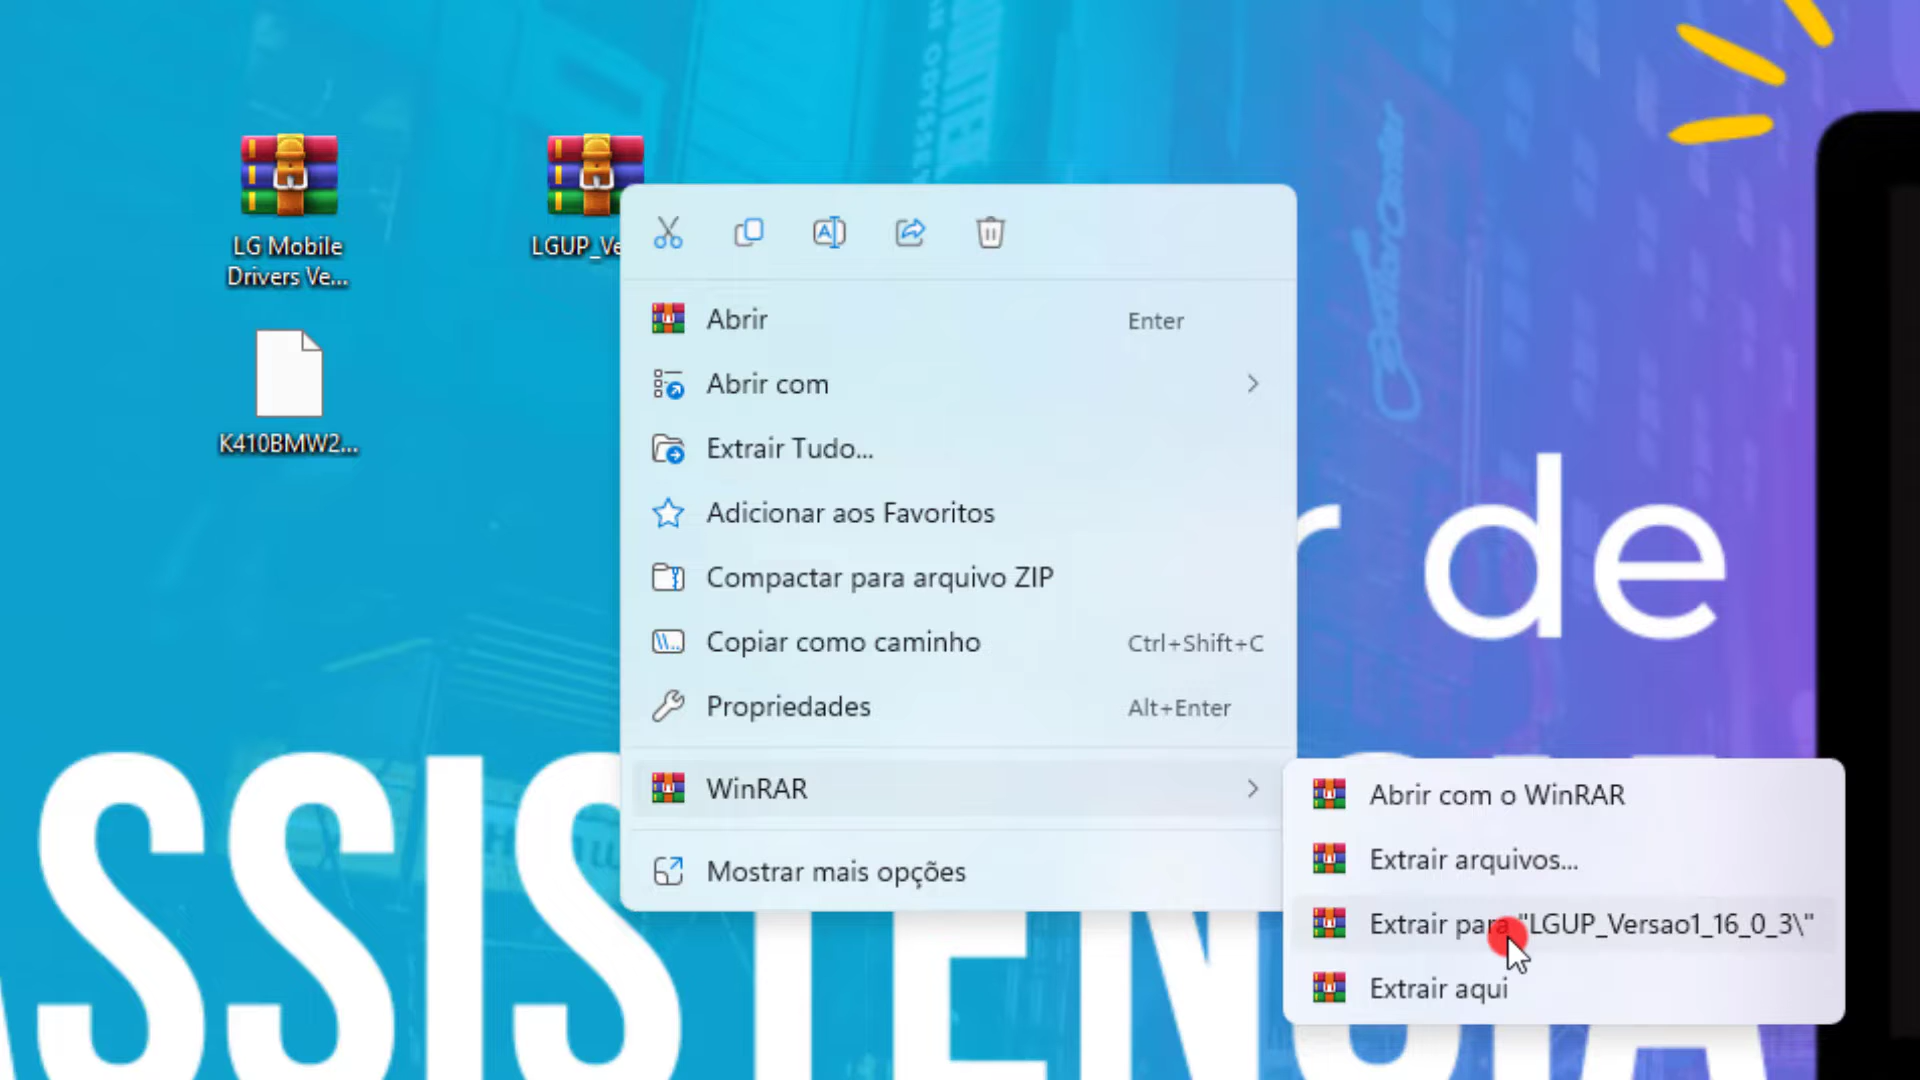 LG Mobile
Drivers Ve...
LGUP_Ve
K410BMW2...
Abrir
Enter
Abrir com
Extrair Tudo...
Adicionar aos Favoritos
Compactar para arquivo ZIP
Copiar como caminho
Ctrl+Shift+C
Propriedades
Alt+Enter
WinRAR
Mostrar mais opções
Abrir com o WinRAR
Extrair arquivos...
Extrair para "LGUP_Versao1_16_0_3\"
Extrair aqui
r de
ASSISTÊNCIA